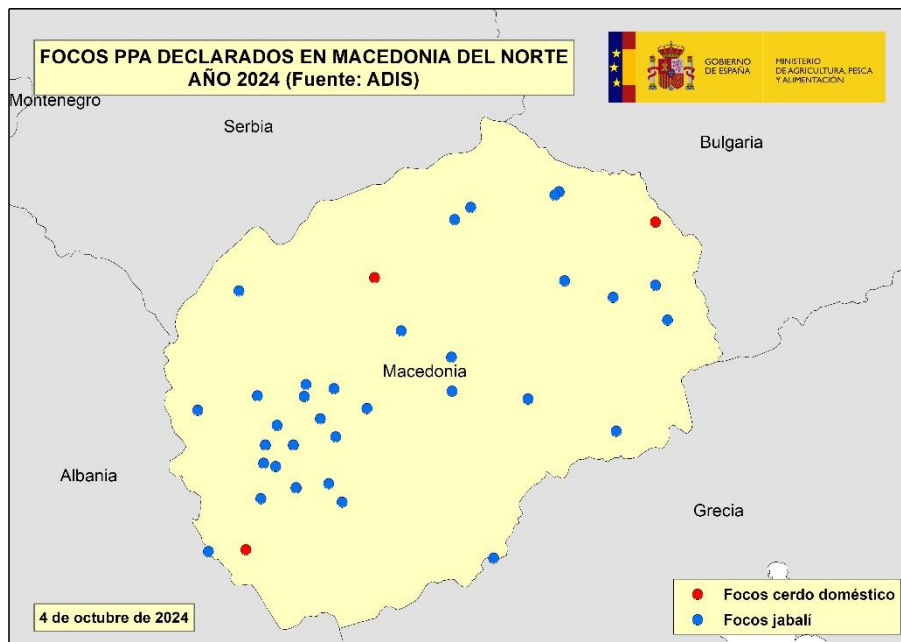 FOCOS PPA DECLARADOS EN MACEDONIA DEL NORTE
AÑO 2024 (Fuente: ADIS)
GOBIERNO
DE ESPAÑA
MINISTERIO
DE AGRICULTURA, PESCA
Y ALIMENTACIÓN
Montenegro
Serbia
Bulgaria
Macedonia
Albania
Grecia
4 de octubre de 2024
Focos cerdo doméstico
Focos jabalí